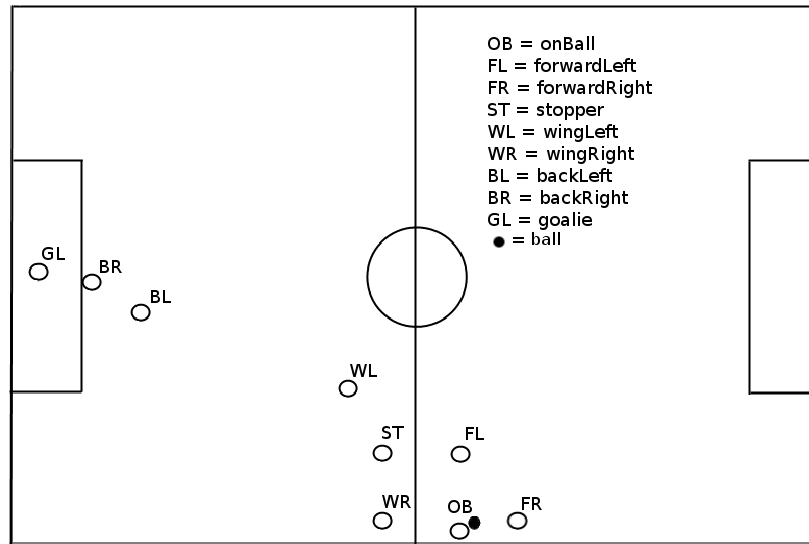 OB = onBall
FL = forwardLeft
FR = forwardRight
ST = stopper
WL = wingLeft
WR = wingRight
BL = backLeft
BR = backRight
GL = goalie
= ball
GL
BR
BL
WL
ST
FL
WR
OB
FR